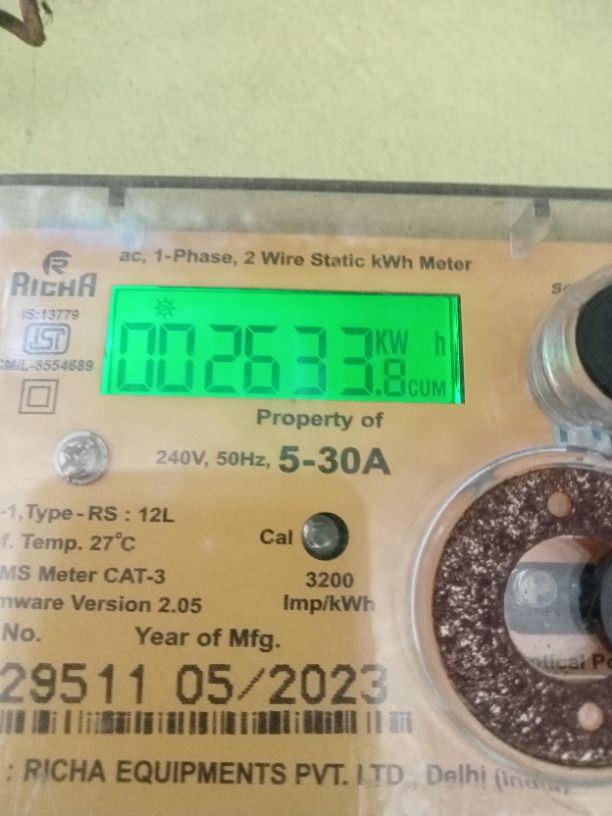 ac, 1-Phase, 2 Wire Static kWh Meter
RICHA
IS:13779
ISI
CM/L-8554689
002633.8 KW h
CUM
Property of
240V, 50Hz, 5-30A
-1, Type - RS : 12L
f. Temp. 27°C
Cal
MS Meter CAT-3
3200
mware Version 2.05
Imp/kWh
No.
Year of Mfg.
29511 05/2023
: RICHA EQUIPMENTS PVT. LTD., Delhi (India)